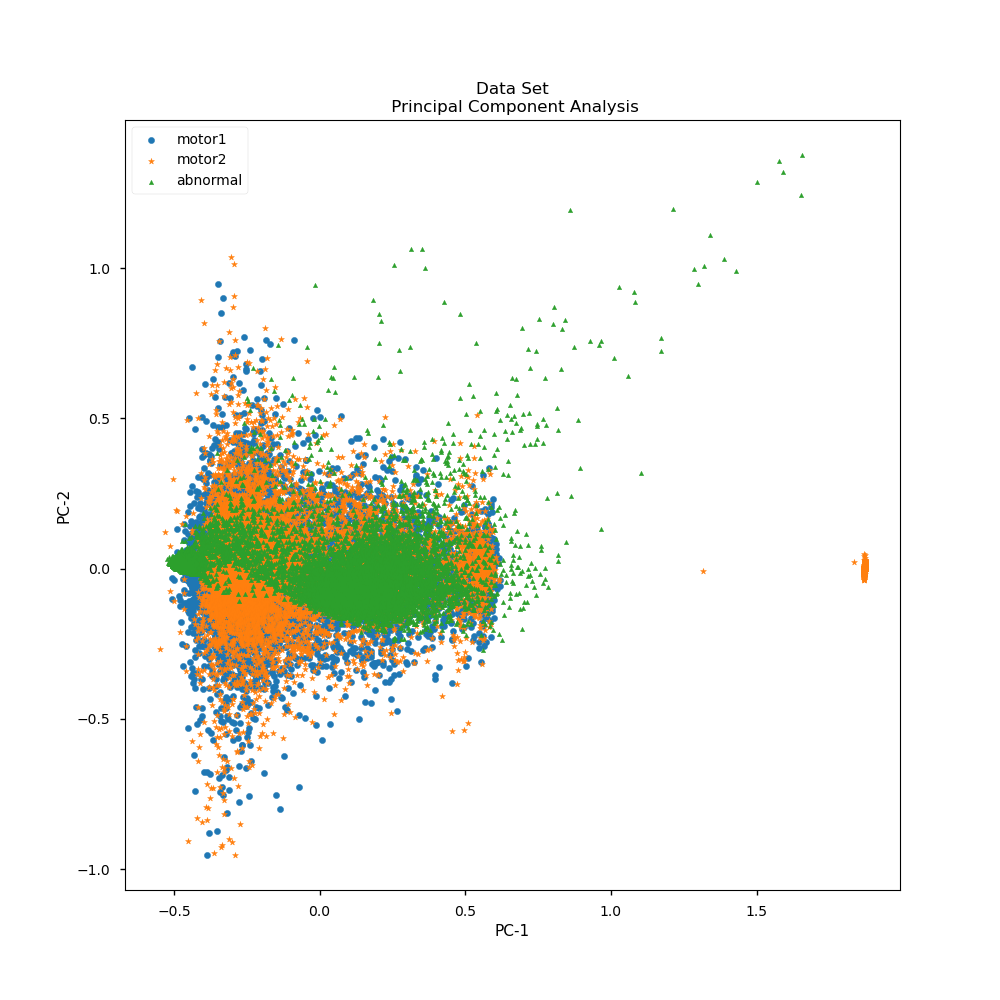 Data Set
Principal Component Analysis
motor1
motor2
abnormal
PC-2
1.0
0.5
0.0
−0.5
−1.0
−0.5
0.0
0.5
1.0
1.5
PC-1